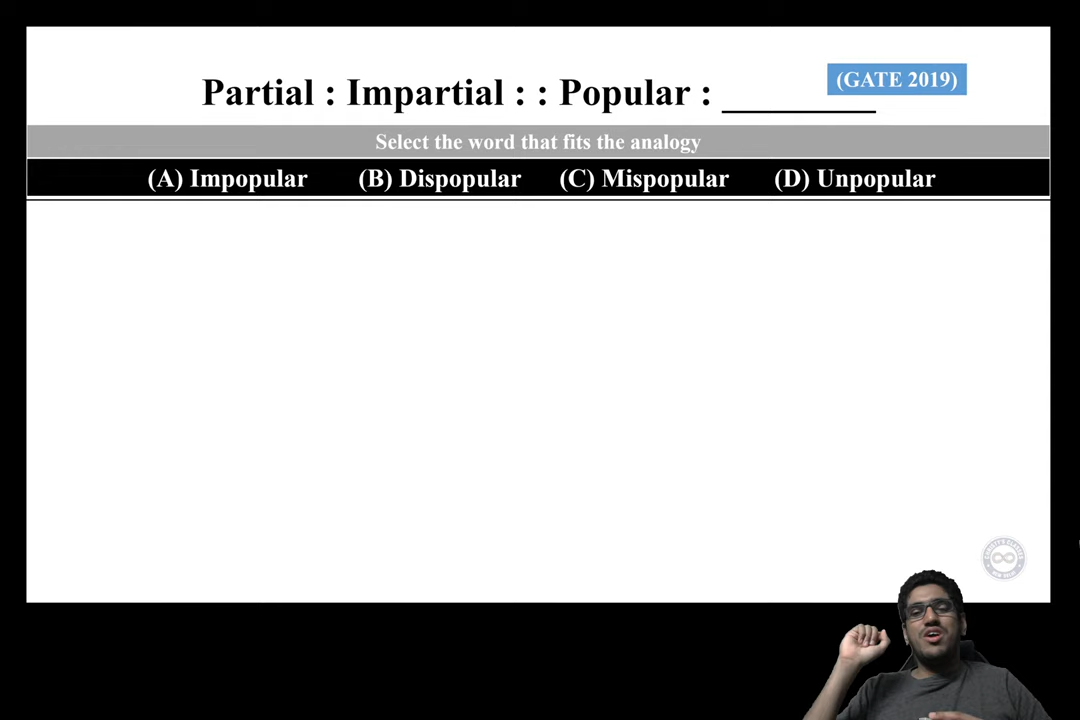 Partial : Impartial : : Popular : ________
(GATE 2019)
Select the word that fits the analogy
(A) Impopular (B) Dispopular (C) Mispopular (D) Unpopular